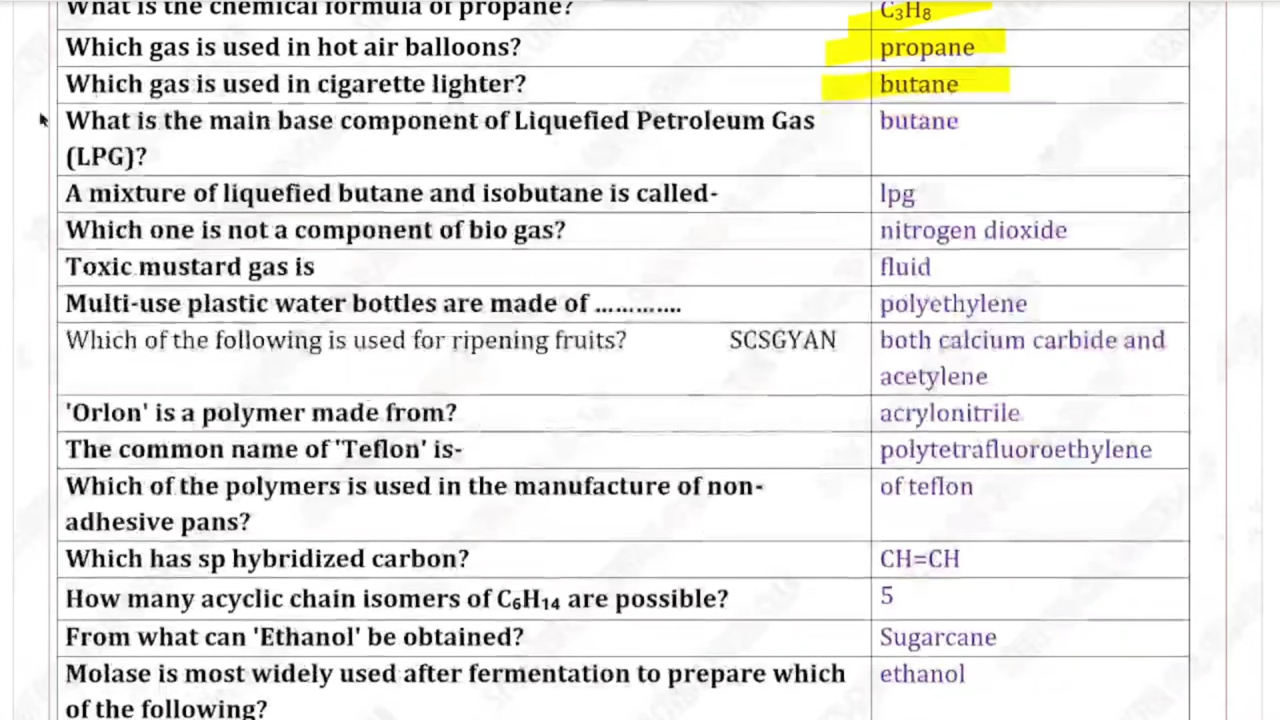 What is the chemical formula of propane? C₃H₈
Which gas is used in hot air balloons? propane
Which gas is used in cigarette lighter? butane
What is the main base component of Liquefied Petroleum Gas butane
(LPG)?
A mixture of liquefied butane and isobutane is called- lpg
Which one is not a component of bio gas? nitrogen dioxide
Toxic mustard gas is fluid
Multi-use plastic water bottles are made of ............. polyethylene
Which of the following is used for ripening fruits? SCSGYAN both calcium carbide and
acetylene
'Orlon' is a polymer made from? acrylonitrile
The common name of 'Teflon' is- polytetrafluoroethylene
Which of the polymers is used in the manufacture of non- of teflon
adhesive pans?
Which has sp hybridized carbon? CH=CH
How many acyclic chain isomers of C₆H₁₄ are possible? 5
From what can 'Ethanol' be obtained? Sugarcane
Molase is most widely used after fermentation to prepare which ethanol
of the following?